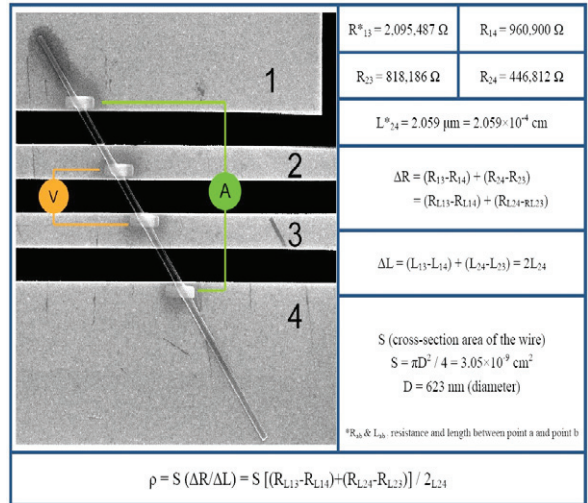 1
2
3
4
V
A
R*13 = 2,095,487 Ω
R14 = 960,900 Ω
R23 = 818,186 Ω
R24 = 446,812 Ω
L*24 = 2.059 μm = 2.059×10-4 cm
ΔR = (R13-R14) + (R24-R23)
= (RL13-RL14) + (RL24-RL23)
ΔL = (L13-L14) + (L24-L23) = 2L24
S (cross-section area of the wire)
S = πD2 / 4 = 3.05×10-9 cm2
D = 623 nm (diameter)
*Rab & Lab: resistance and length between point a and point b
ρ = S (ΔR/ΔL) = S [(RL13-RL14)+(RL24-RL23)] / 2L24